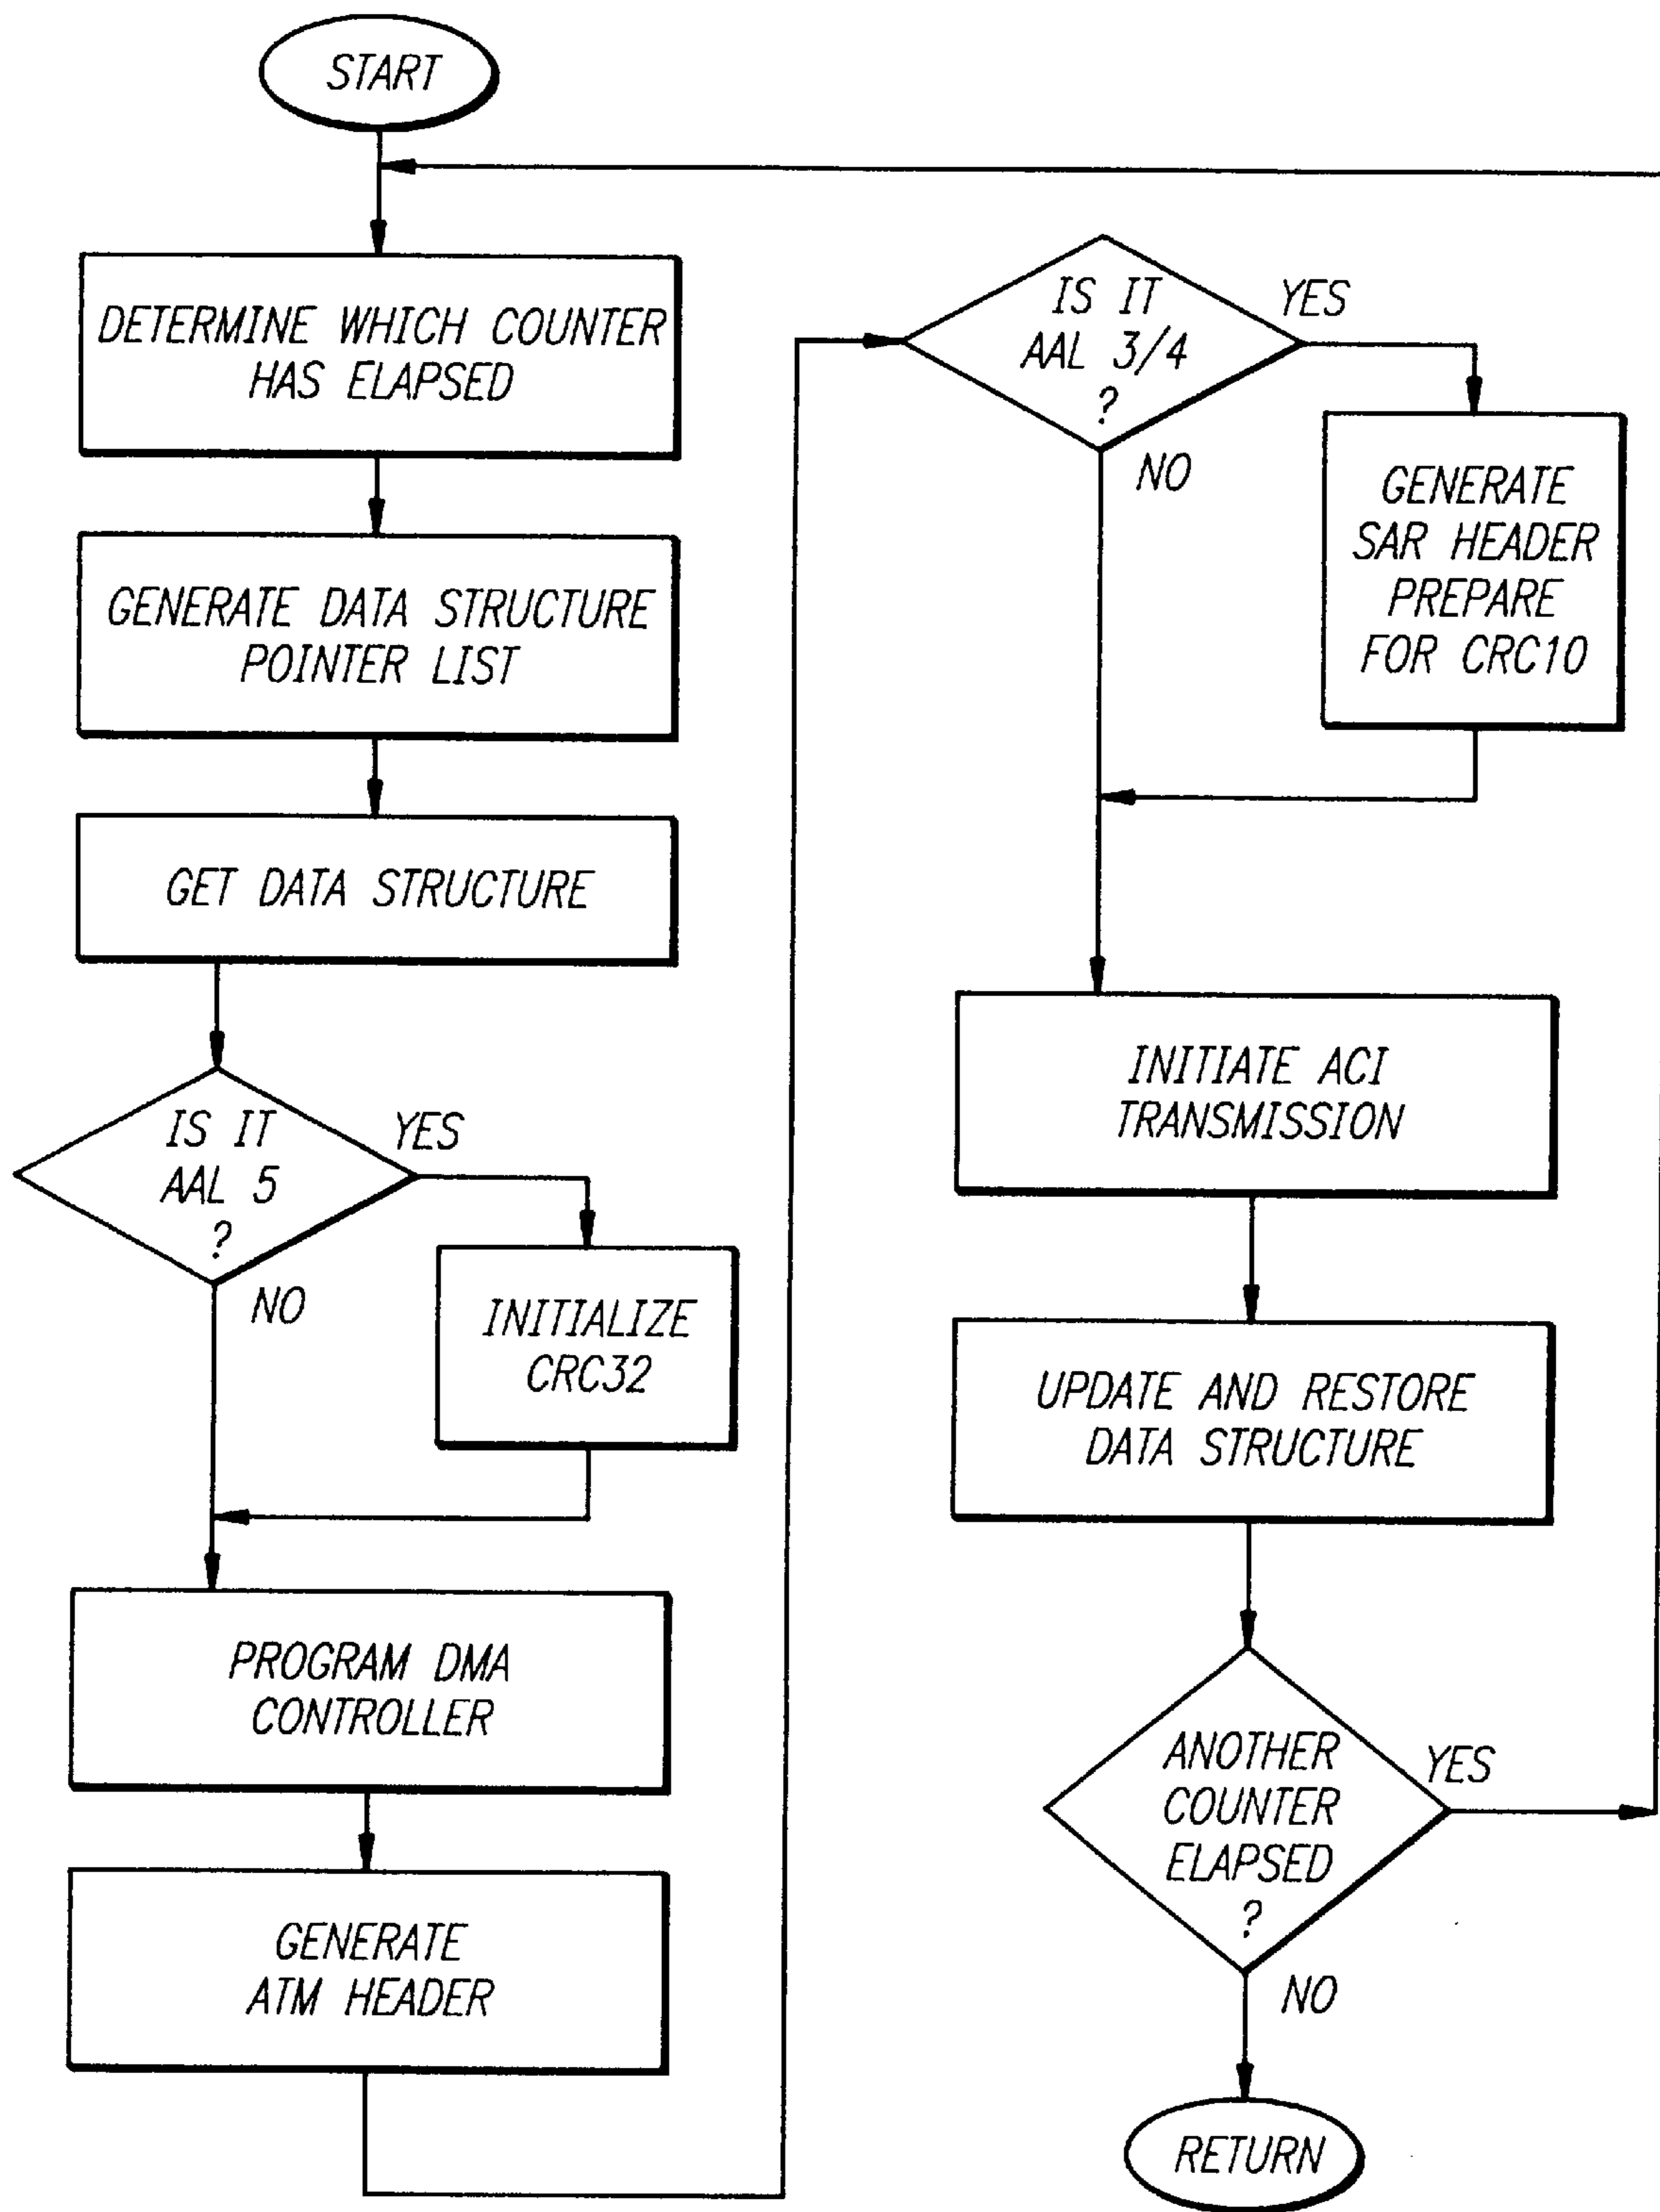 START
DETERMINE WHICH COUNTER
HAS ELAPSED
GENERATE DATA STRUCTURE
POINTER LIST
GET DATA STRUCTURE
IS IT
AAL 5
?
YES
NO
INITIALIZE
CRC32
PROGRAM DMA
CONTROLLER
GENERATE
ATM HEADER
IS IT
AAL 3/4
?
YES
NO
GENERATE
SAR HEADER
PREPARE
FOR CRC10
INITIATE ACI
TRANSMISSION
UPDATE AND RESTORE
DATA STRUCTURE
ANOTHER
COUNTER
ELAPSED
?
YES
NO
RETURN